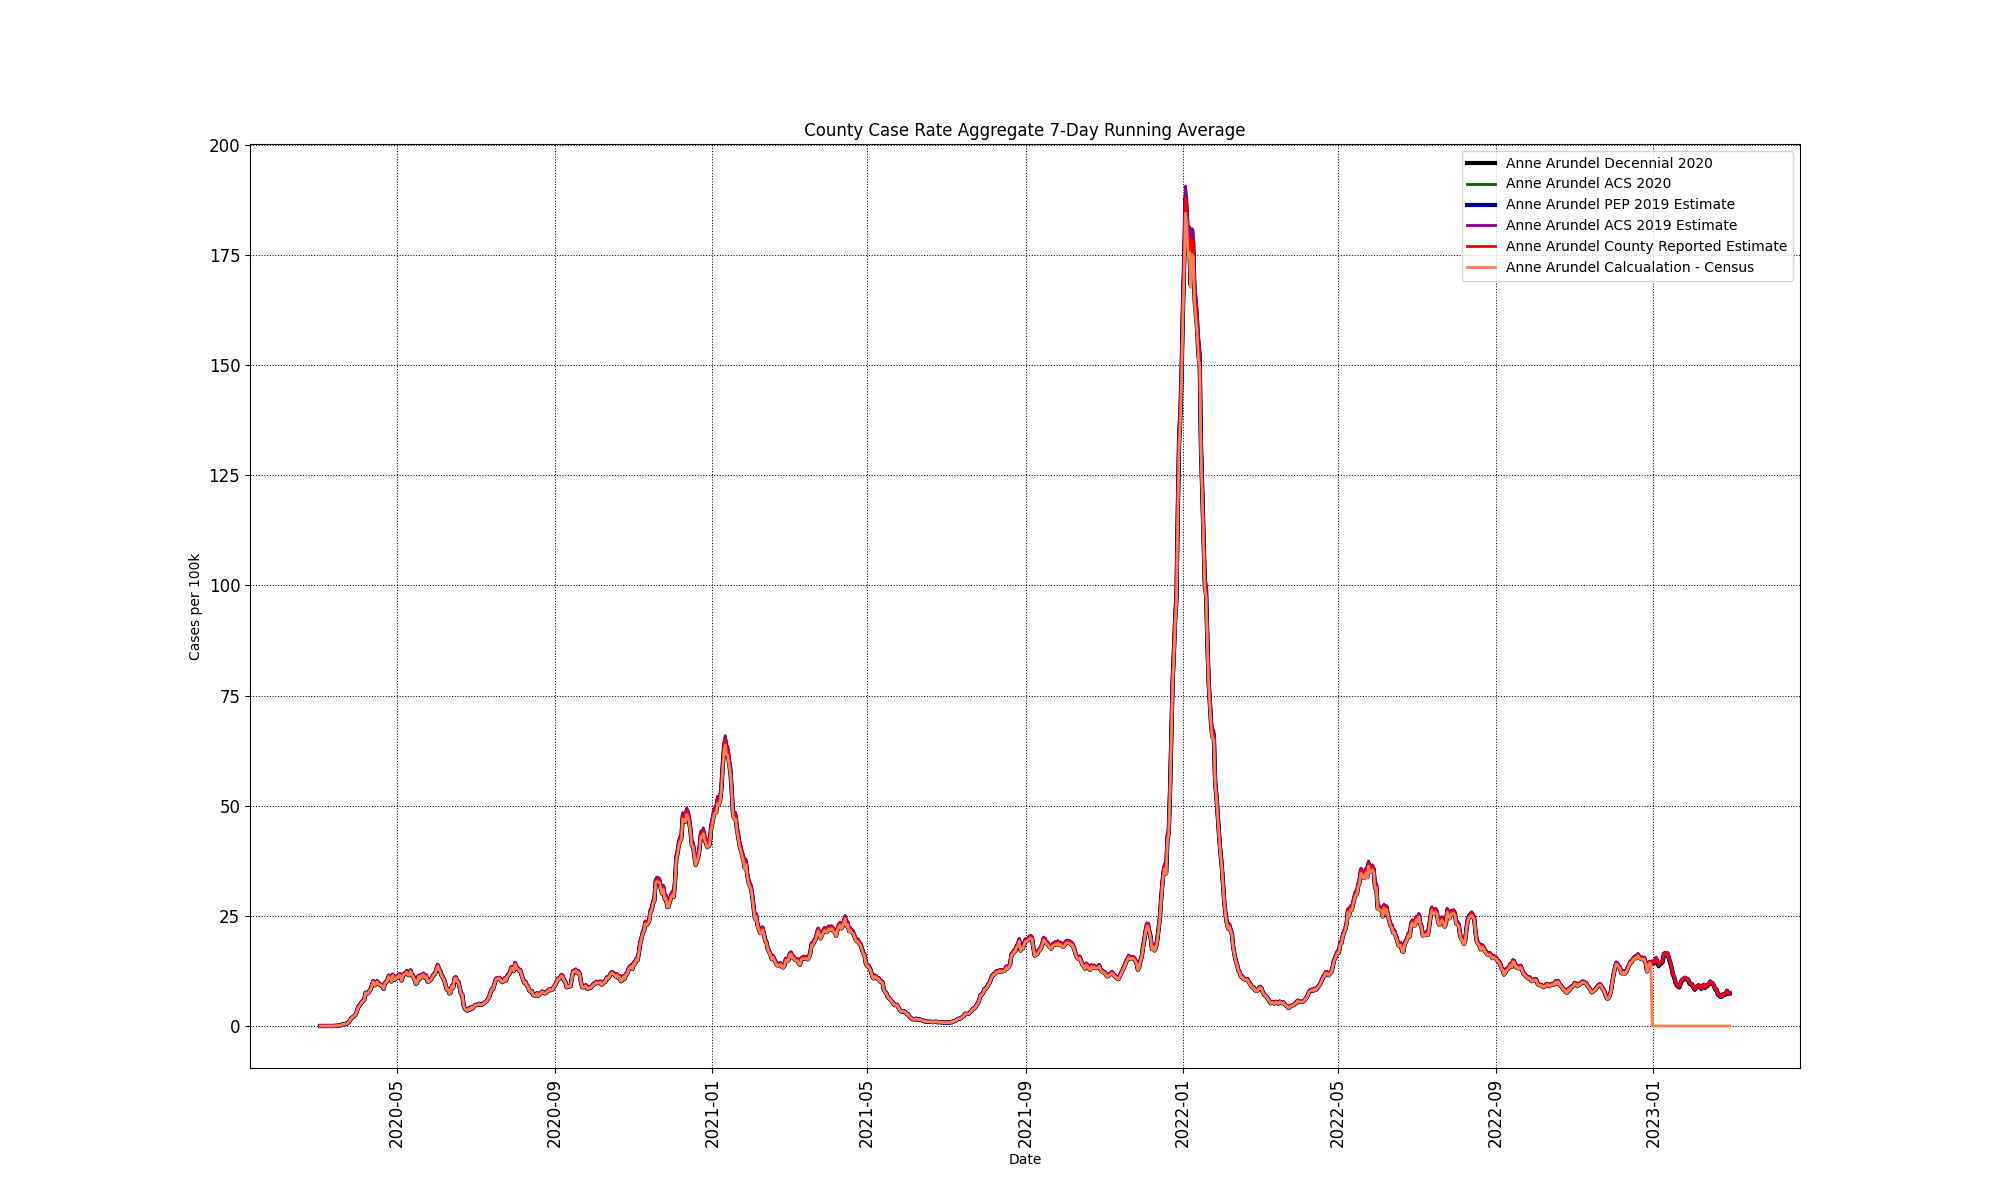 County Case Rate Aggregate 7-Day Running Average
200
175
150
125
100
75
50
25
0
Cases per 100k
Anne Arundel Decennial 2020
Anne Arundel ACS 2020
Anne Arundel PEP 2019 Estimate
Anne Arundel ACS 2019 Estimate
Anne Arundel County Reported Estimate
Anne Arundel Calcualation - Census
2020-05
2020-09
2021-01
2021-05
2021-09
2022-01
2022-05
2022-09
2023-01
Date